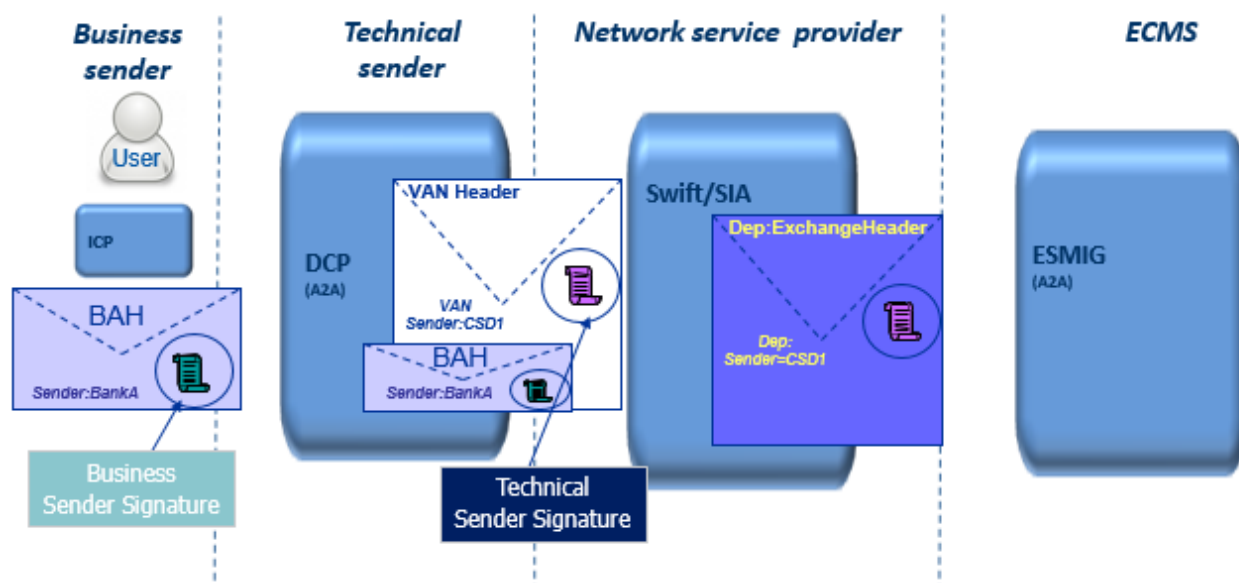 Business
sender
Technical
sender
Network service provider
ECMS
User
ICP
BAH
Sender:BankA
Business
Sender Signature
DCP
(A2A)
VAN Header
VAN
Sender:CSD1
BAH
Sender:BankA
Technical
Sender Signature
Swift/SIA
Dep:ExchangeHeader
Dep:
Sender=CSD1
ESMIG
(A2A)